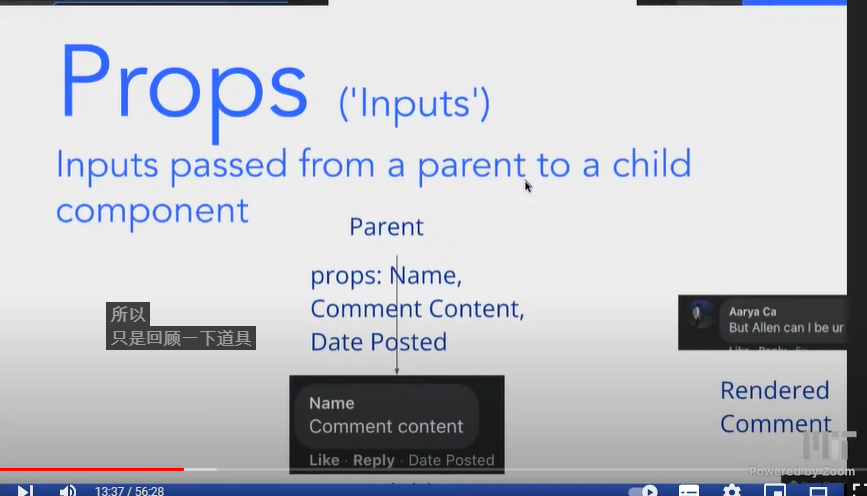 Props ('Inputs')
Inputs passed from a parent to a child
component
Parent
props: Name,
Comment Content,
Date Posted
所以
只是回顾一下道具
Name
Comment content
Like · Reply · Date Posted
Aarya Ca
But Allen can I be ur
Like · Reply
Rendered
Comment
MIT
Powered by Zoom
13:37 / 56:28